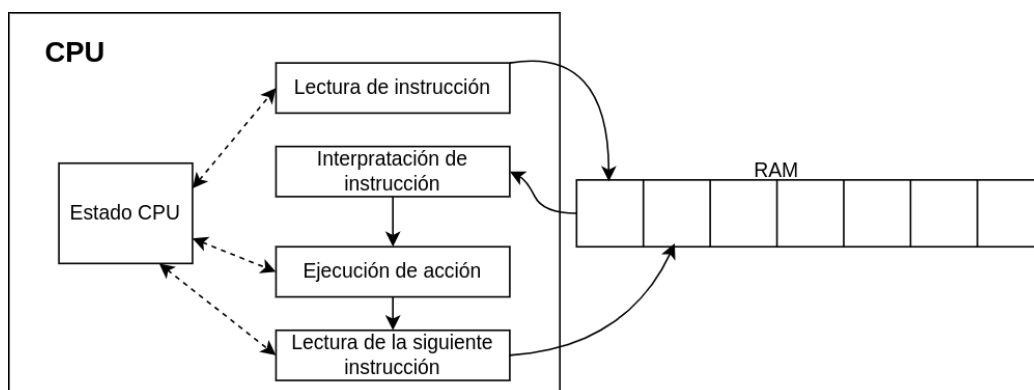 CPU
Lectura de instrucción
Interpratación de
instrucción
RAM
Estado CPU
Ejecución de acción
Lectura de la siguiente
instrucción